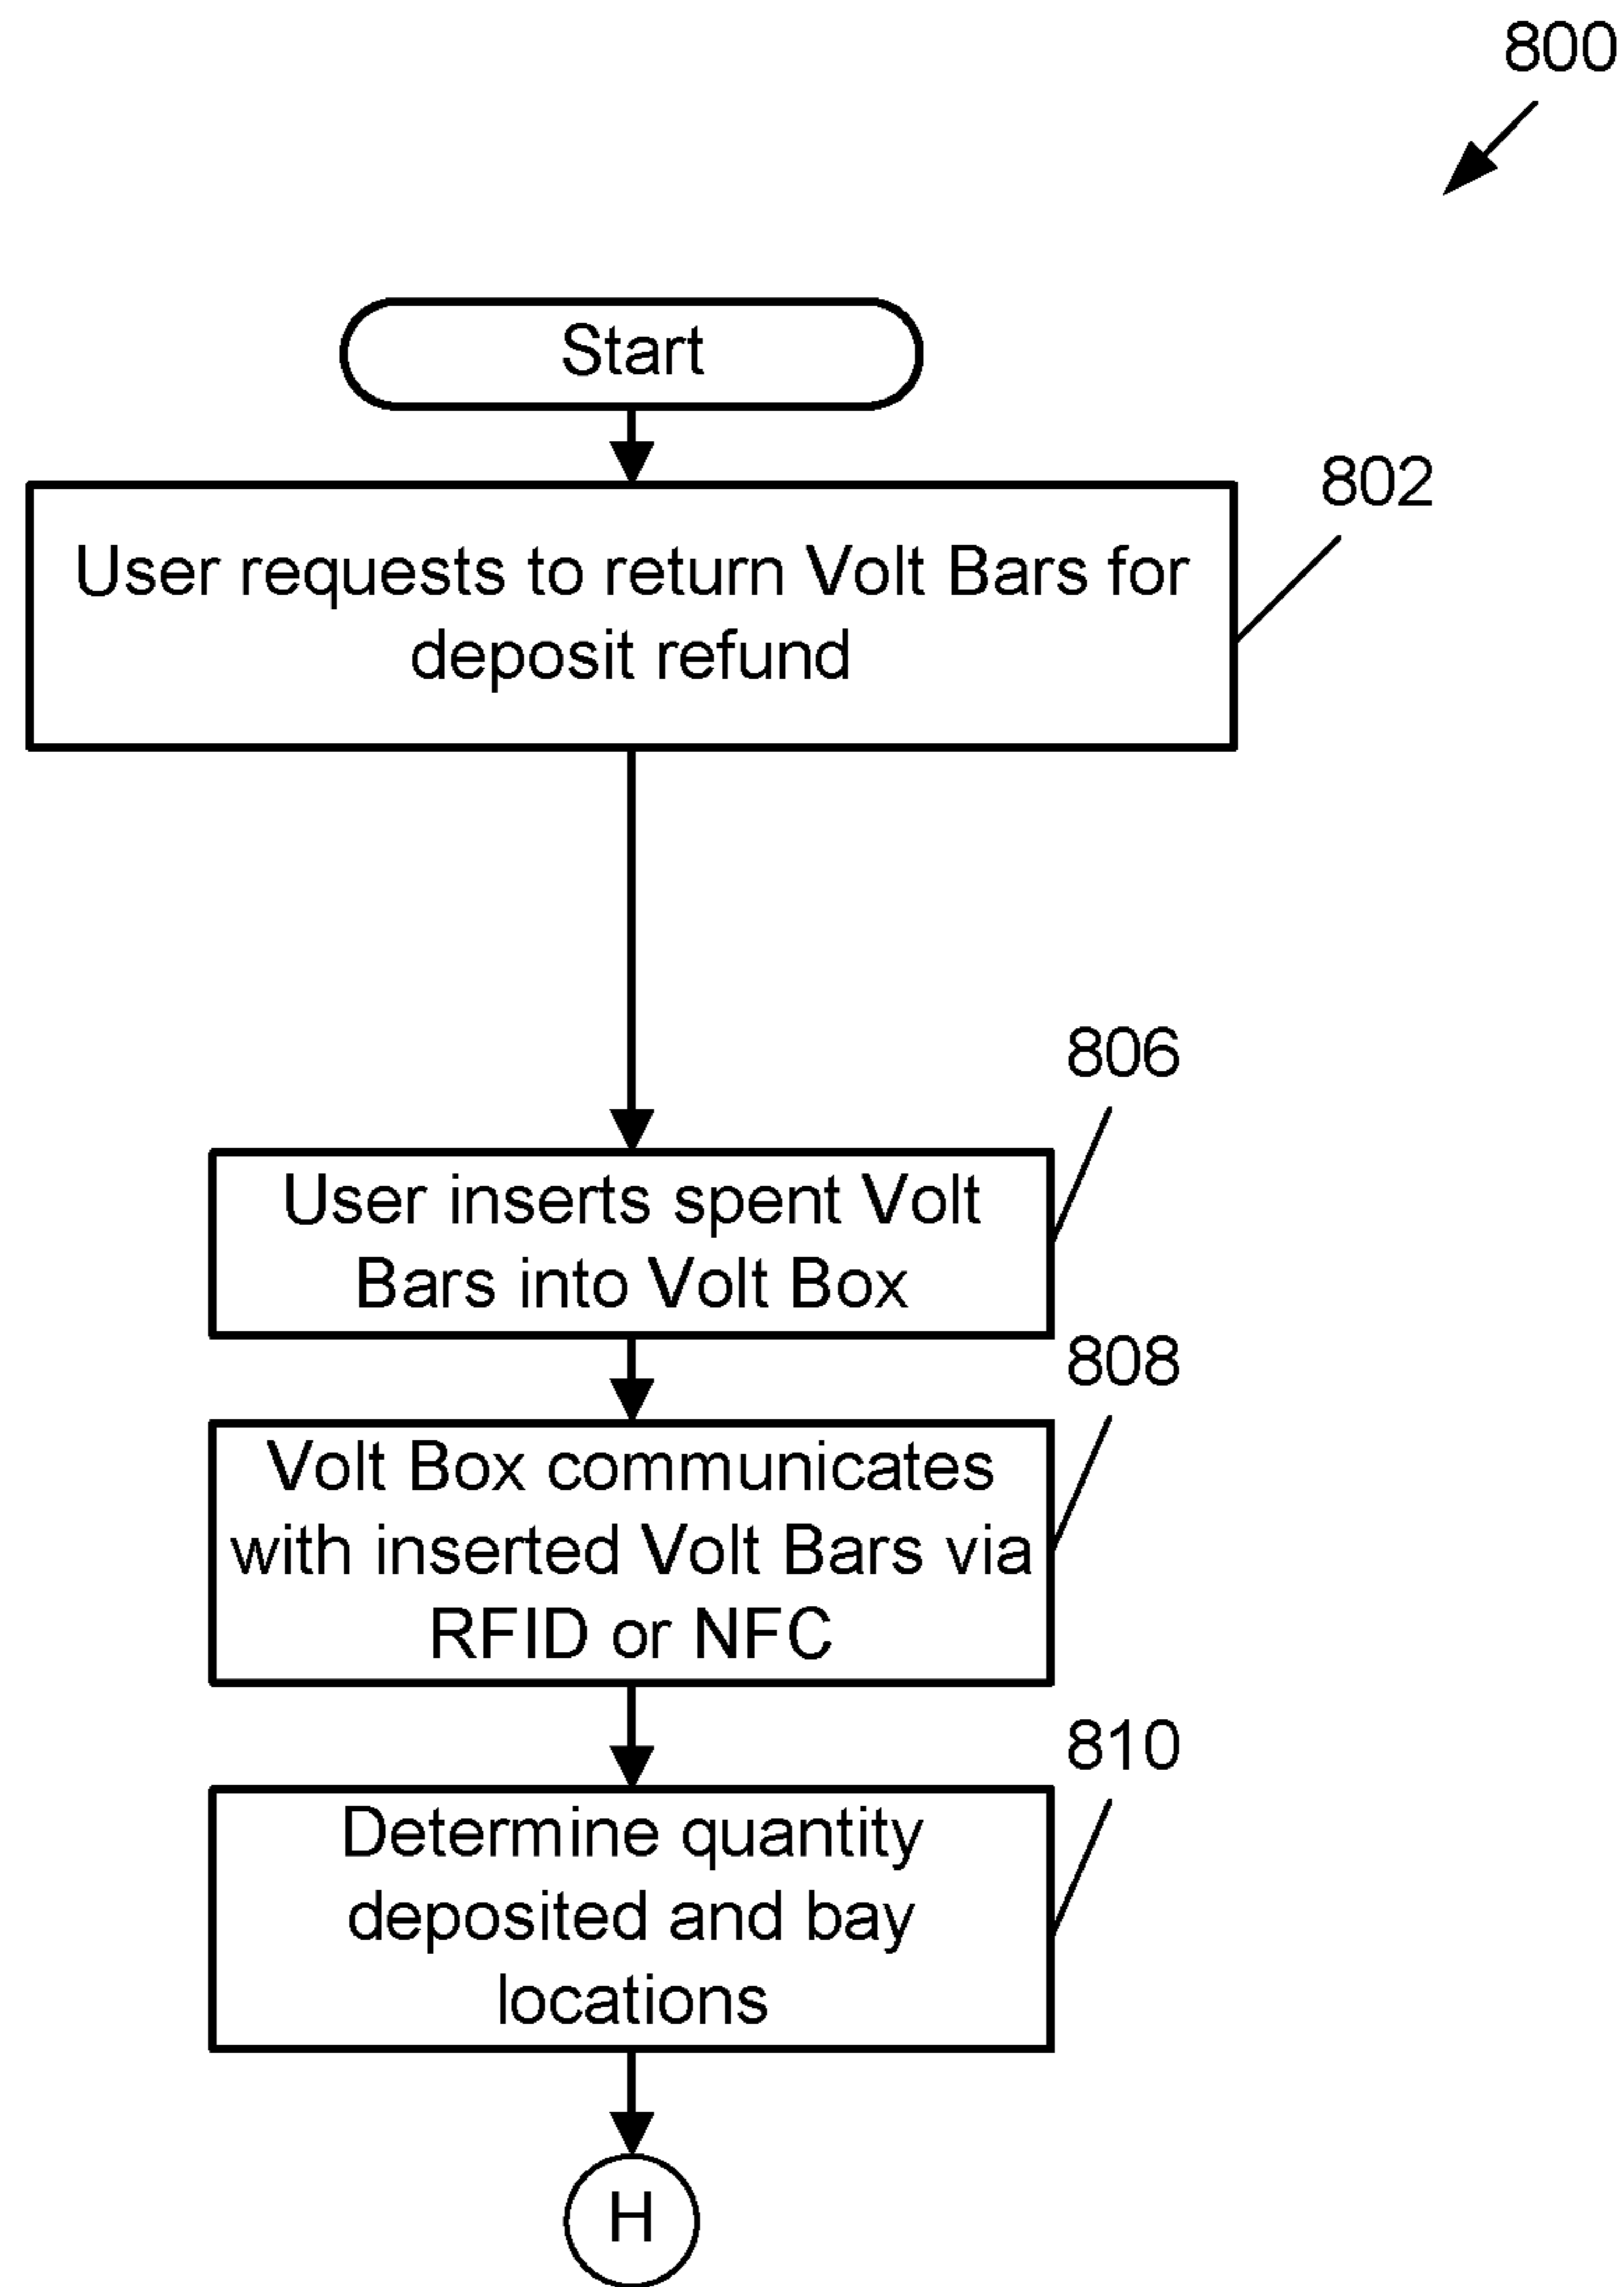 800
Start
802
User requests to return Volt Bars for
deposit refund
806
User inserts spent Volt
Bars into Volt Box
808
Volt Box communicates
with inserted Volt Bars via
RFID or NFC
810
Determine quantity
deposited and bay
locations
H